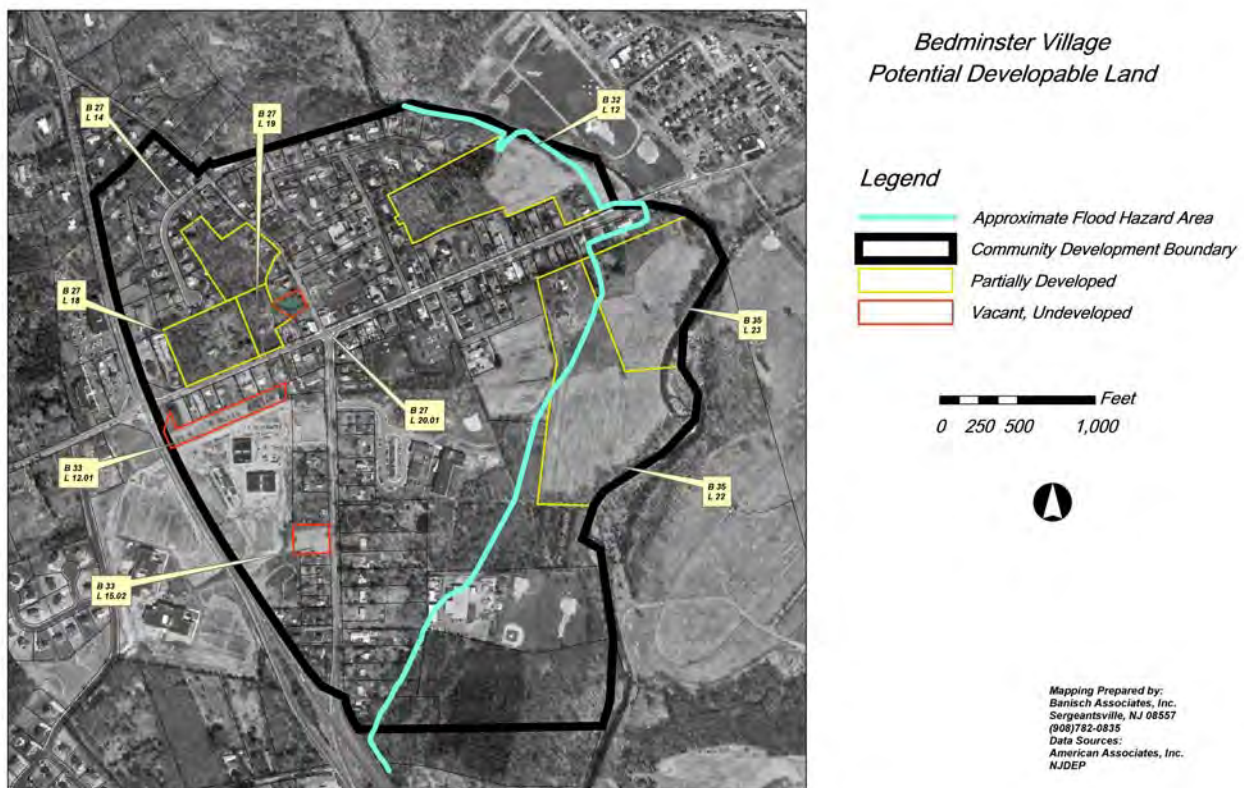 Bedminster Village
Potential Developable Land
Legend
Approximate Flood Hazard Area
Community Development Boundary
Partially Developed
Vacant, Undeveloped
Feet
0 250 500 1,000
Mapping Prepared by:
Banisch Associates, Inc.
Sergeantsville, NJ 08557
(908)782-0835
Data Sources:
American Associates, Inc.
NJDEP
B 27
L 14
B 27
L 19
B 32
L 12
B 27
L 18
B 35
L 23
B 27
L 20.01
B 33
L 12.01
B 35
L 22
B 33
L 15.02